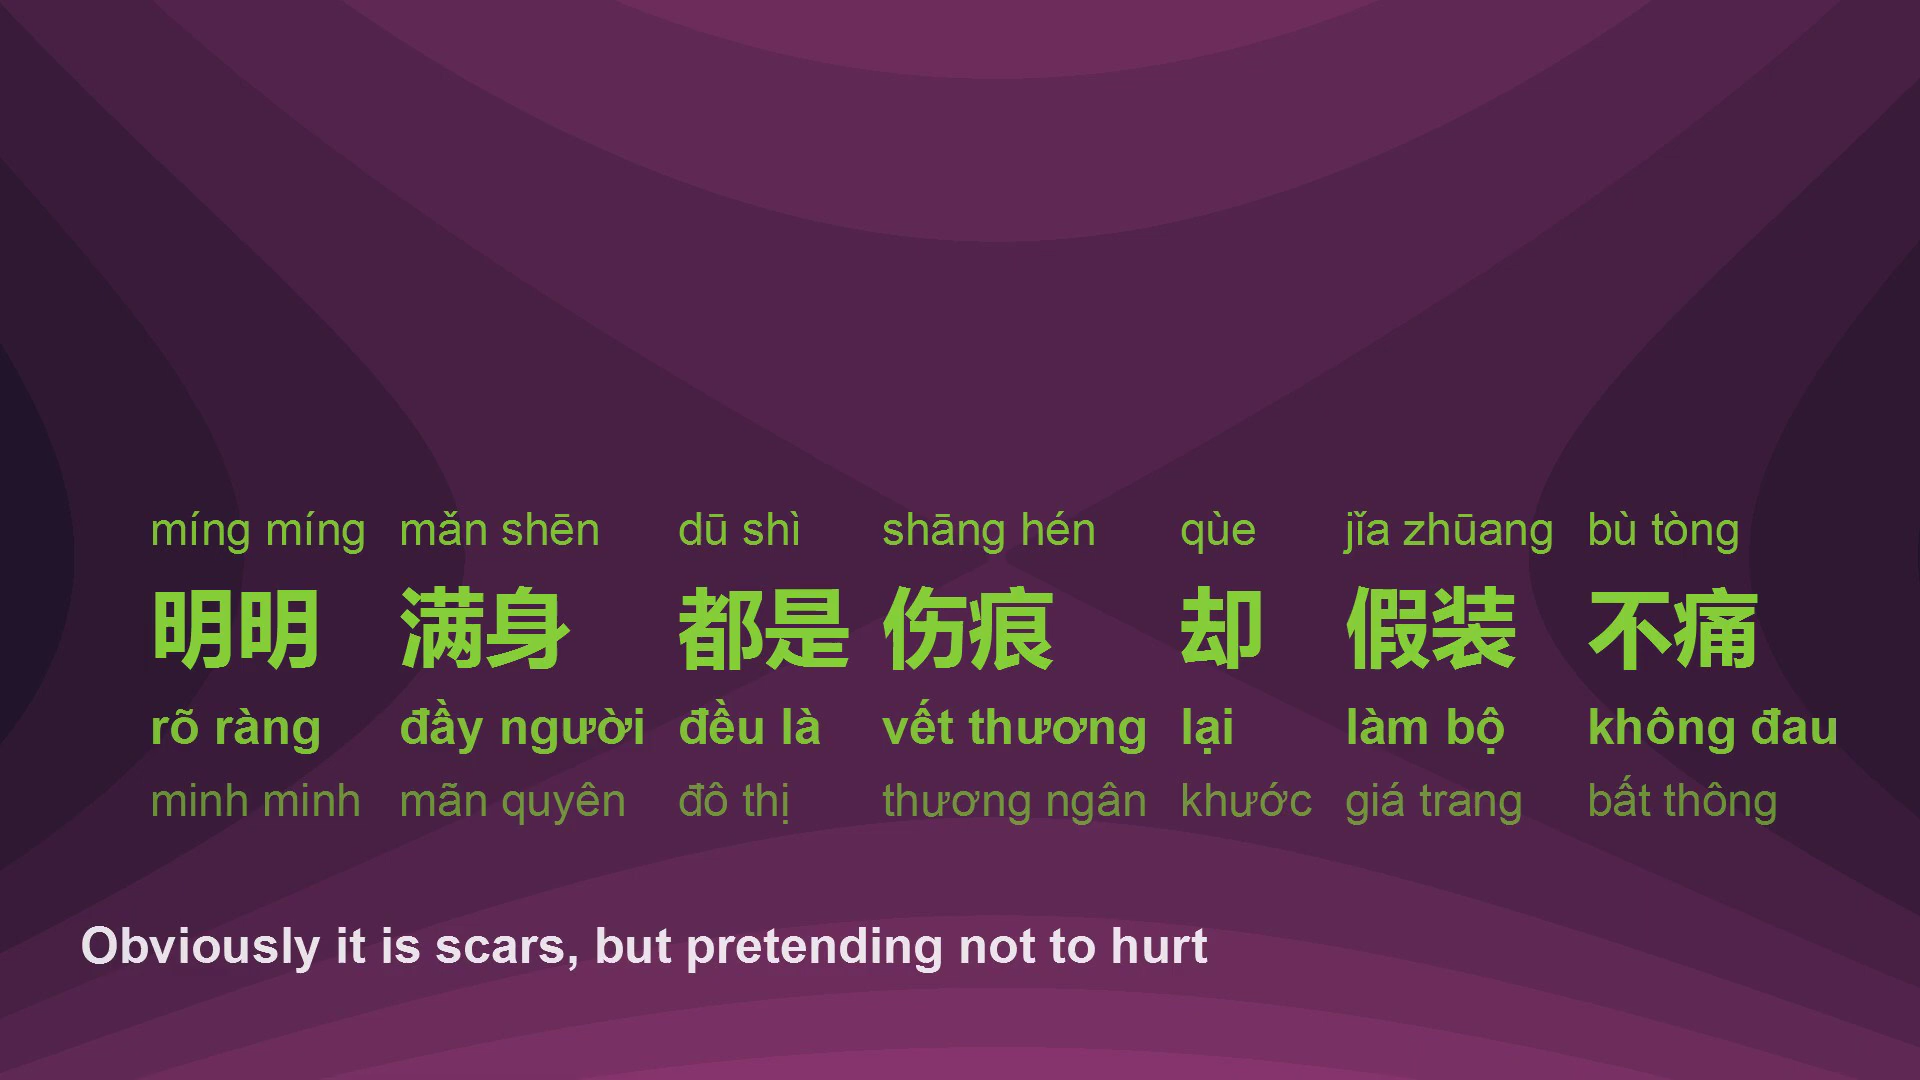 míng míng mǎn shēn dū shì shāng hén qùe jǐa zhūang bù tòng
明明 满身 都是 伤痕 却 假装 不痛
rõ ràng đầy người đều là vết thương lại làm bộ không đau
minh minh mãn quyên đô thị thương ngân khước giá trang bất thông
Obviously it is scars, but pretending not to hurt